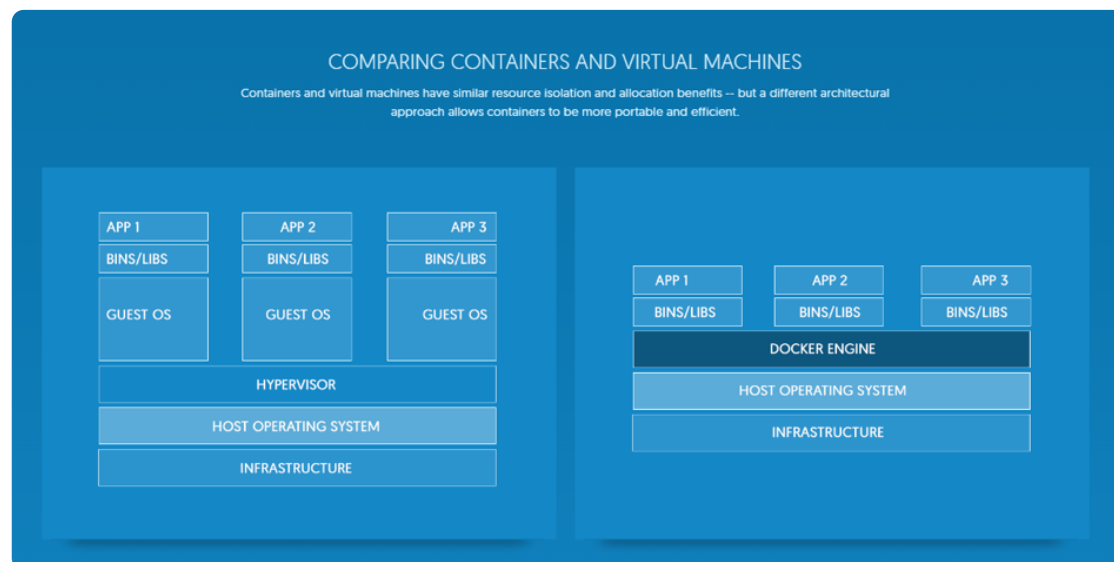 COMPARING CONTAINERS AND VIRTUAL MACHINES
Containers and virtual machines have similar resource isolation and allocation benefits -- but a different architectural
approach allows containers to be more portable and efficient.
APP 1
APP 2
APP 3
BINS/LIBS
BINS/LIBS
BINS/LIBS
GUEST OS
GUEST OS
GUEST OS
HYPERVISOR
HOST OPERATING SYSTEM
INFRASTRUCTURE
APP 1
APP 2
APP 3
BINS/LIBS
BINS/LIBS
BINS/LIBS
DOCKER ENGINE
HOST OPERATING SYSTEM
INFRASTRUCTURE